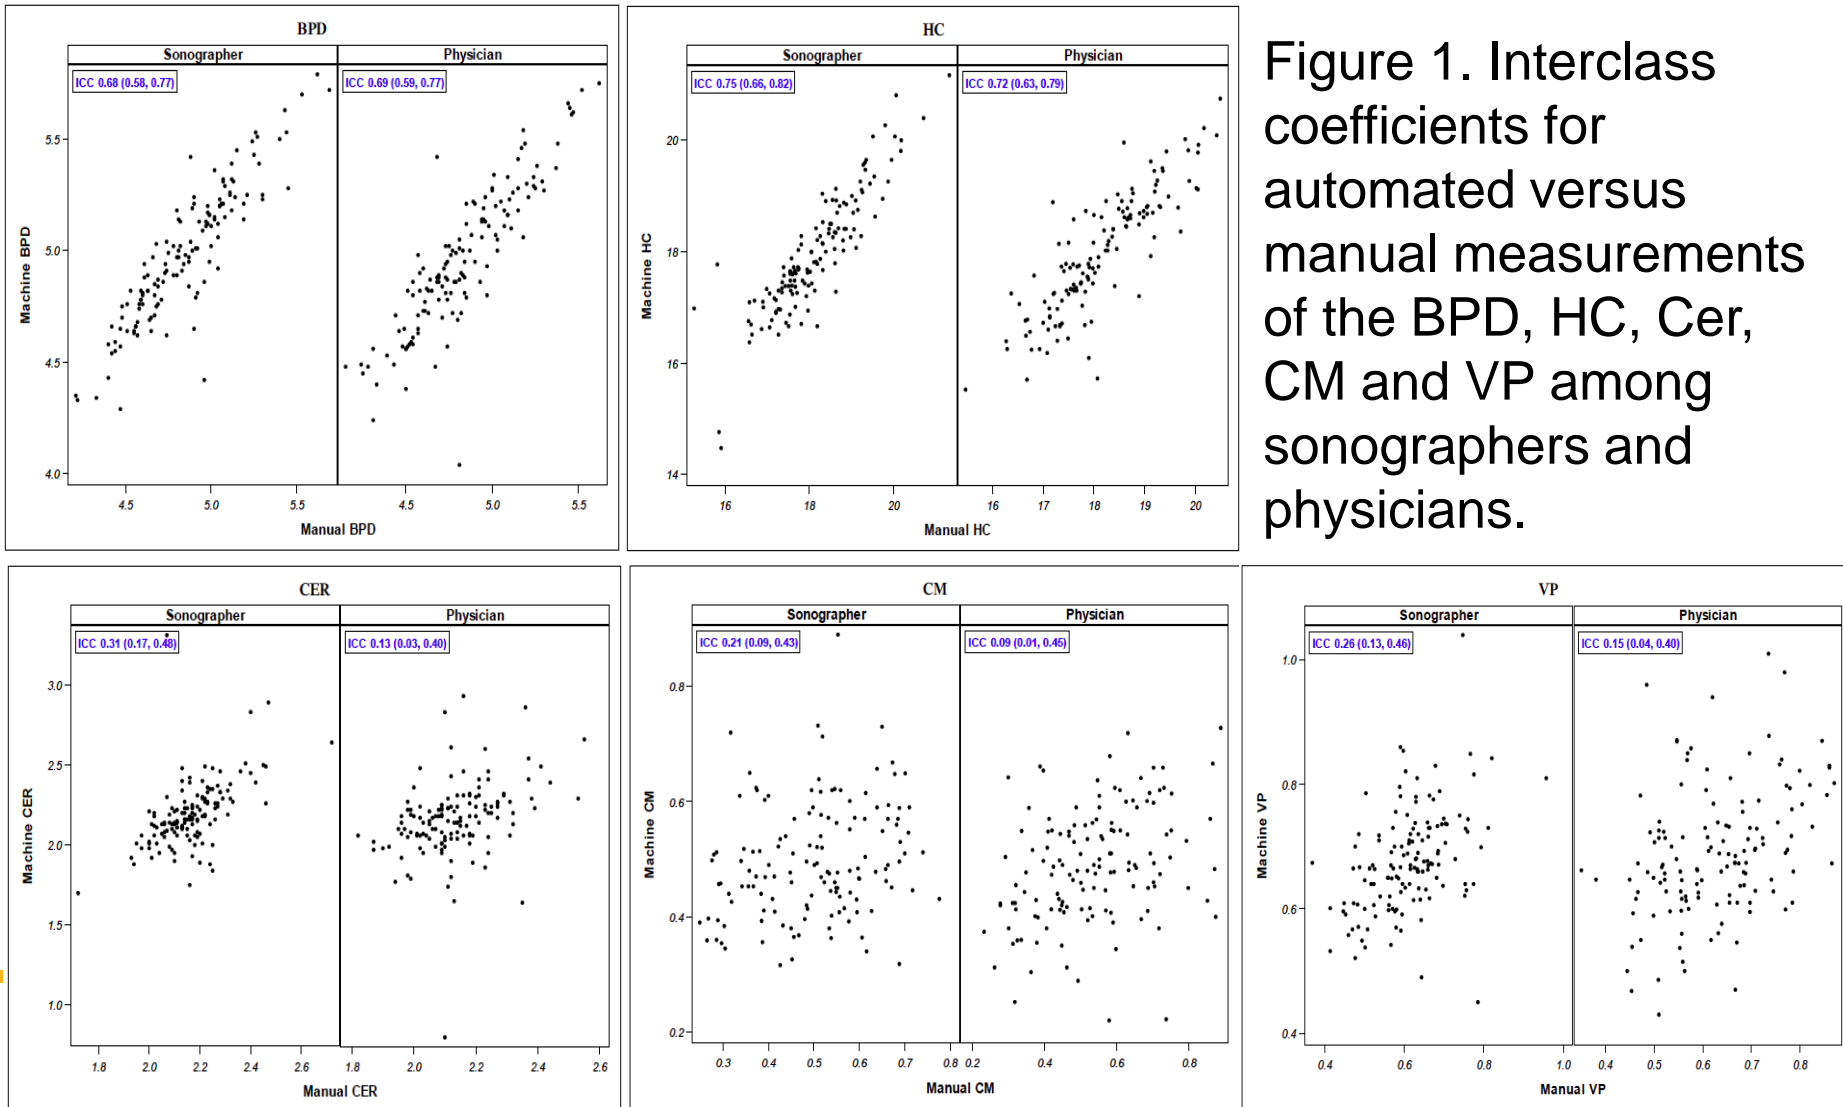 BPD
Sonographer Physician
ICC 0.68 (0.58, 0.77) ICC 0.69 (0.59, 0.77)
Machine BPD
5.5
5.0
4.5
4.0
4.5 5.0 5.5 4.5 5.0 5.5
Manual BPD
HC
Sonographer Physician
ICC 0.75 (0.66, 0.82) ICC 0.72 (0.63, 0.79)
Machine HC
20
18
16
14
16 18 20 16 17 18 19 20
Manual HC
Figure 1. Interclass
coefficients for
automated versus
manual measurements
of the BPD, HC, Cer,
CM and VP among
sonographers and
physicians.
CER
Sonographer Physician
ICC 0.31 (0.17, 0.48) ICC 0.13 (0.03, 0.40)
Machine CER
3.0
2.5
2.0
1.5
1.0
1.8 2.0 2.2 2.4 2.6 1.8 2.0 2.2 2.4 2.6
Manual CER
CM
Sonographer Physician
ICC 0.21 (0.09, 0.43) ICC 0.09 (0.01, 0.45)
Machine CM
0.8
0.6
0.4
0.2
0.3 0.4 0.5 0.6 0.7 0.8 0.2 0.4 0.6 0.8
Manual CM
VP
Sonographer Physician
ICC 0.26 (0.13, 0.46) ICC 0.15 (0.04, 0.40)
Machine VP
1.0
0.8
0.6
0.4
0.4 0.6 0.8 1.0 0.4 0.5 0.6 0.7 0.8
Manual VP